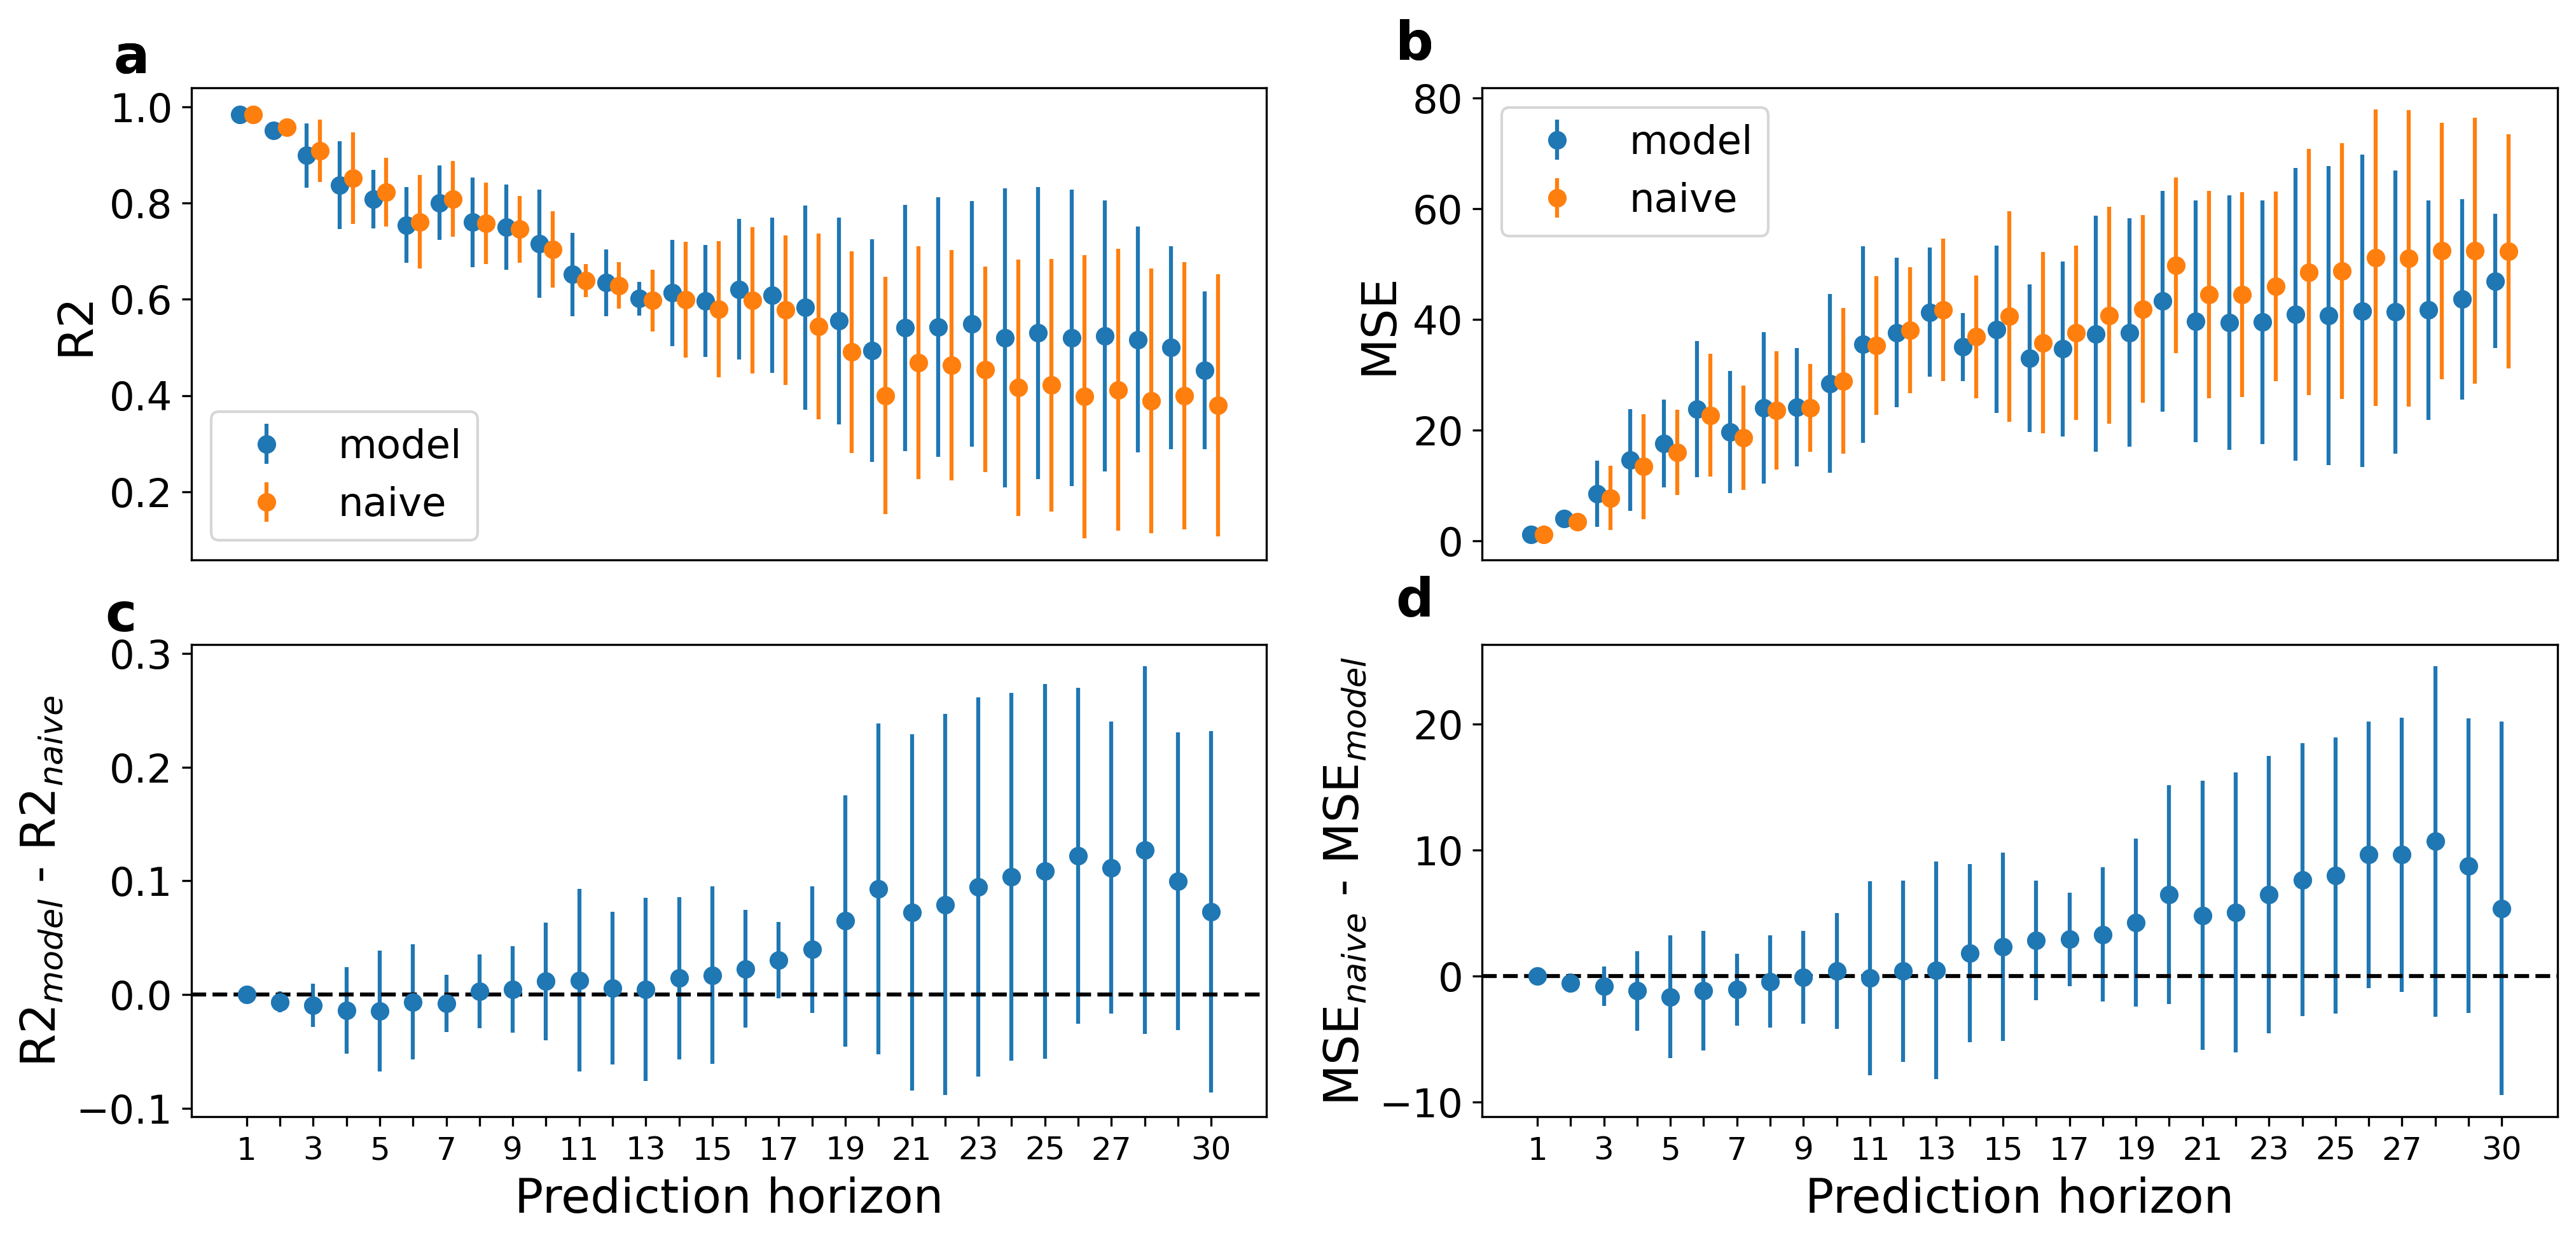 a
1.0
0.8
0.6
0.4
0.2
R2
model
naive
b
80
60
40
20
0
MSE
model
naive
c
0.3
0.2
0.1
0.0
−0.1
R2model - R2naive
1 3 5 7 9 11 13 15 17 19 21 23 25 27 30
Prediction horizon
d
20
10
0
−10
MSEnaive - MSEmodel
1 3 5 7 9 11 13 15 17 19 21 23 25 27 30
Prediction horizon